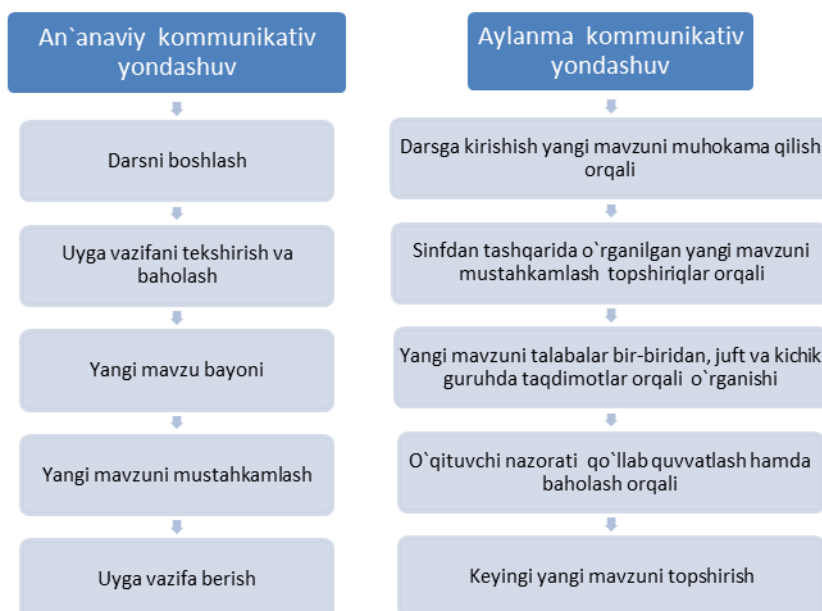 An`anaviy kommunikativ
yondashuv
Darsni boshlash
Uyga vazifani tekshirish va
baholash
Yangi mavzu bayoni
Yangi mavzuni mustahkamlash
Uyga vazifa berish
Aylanma kommunikativ
yondashuv
Darsga kirishish yangi mavzuni muhokama qilish
orqali
Sinfdan tashqarida o`rganilgan yangi mavzuni
mustahkamlash topshiriqlar orqali
Yangi mavzuni talabalar bir-biridan, juft va kichik
guruhda taqdimotlar orqali o`rganishi
O`qituvchi nazorati qo`llab quvvatlash hamda
baholash orqali
Keyingi yangi mavzuni topshirish